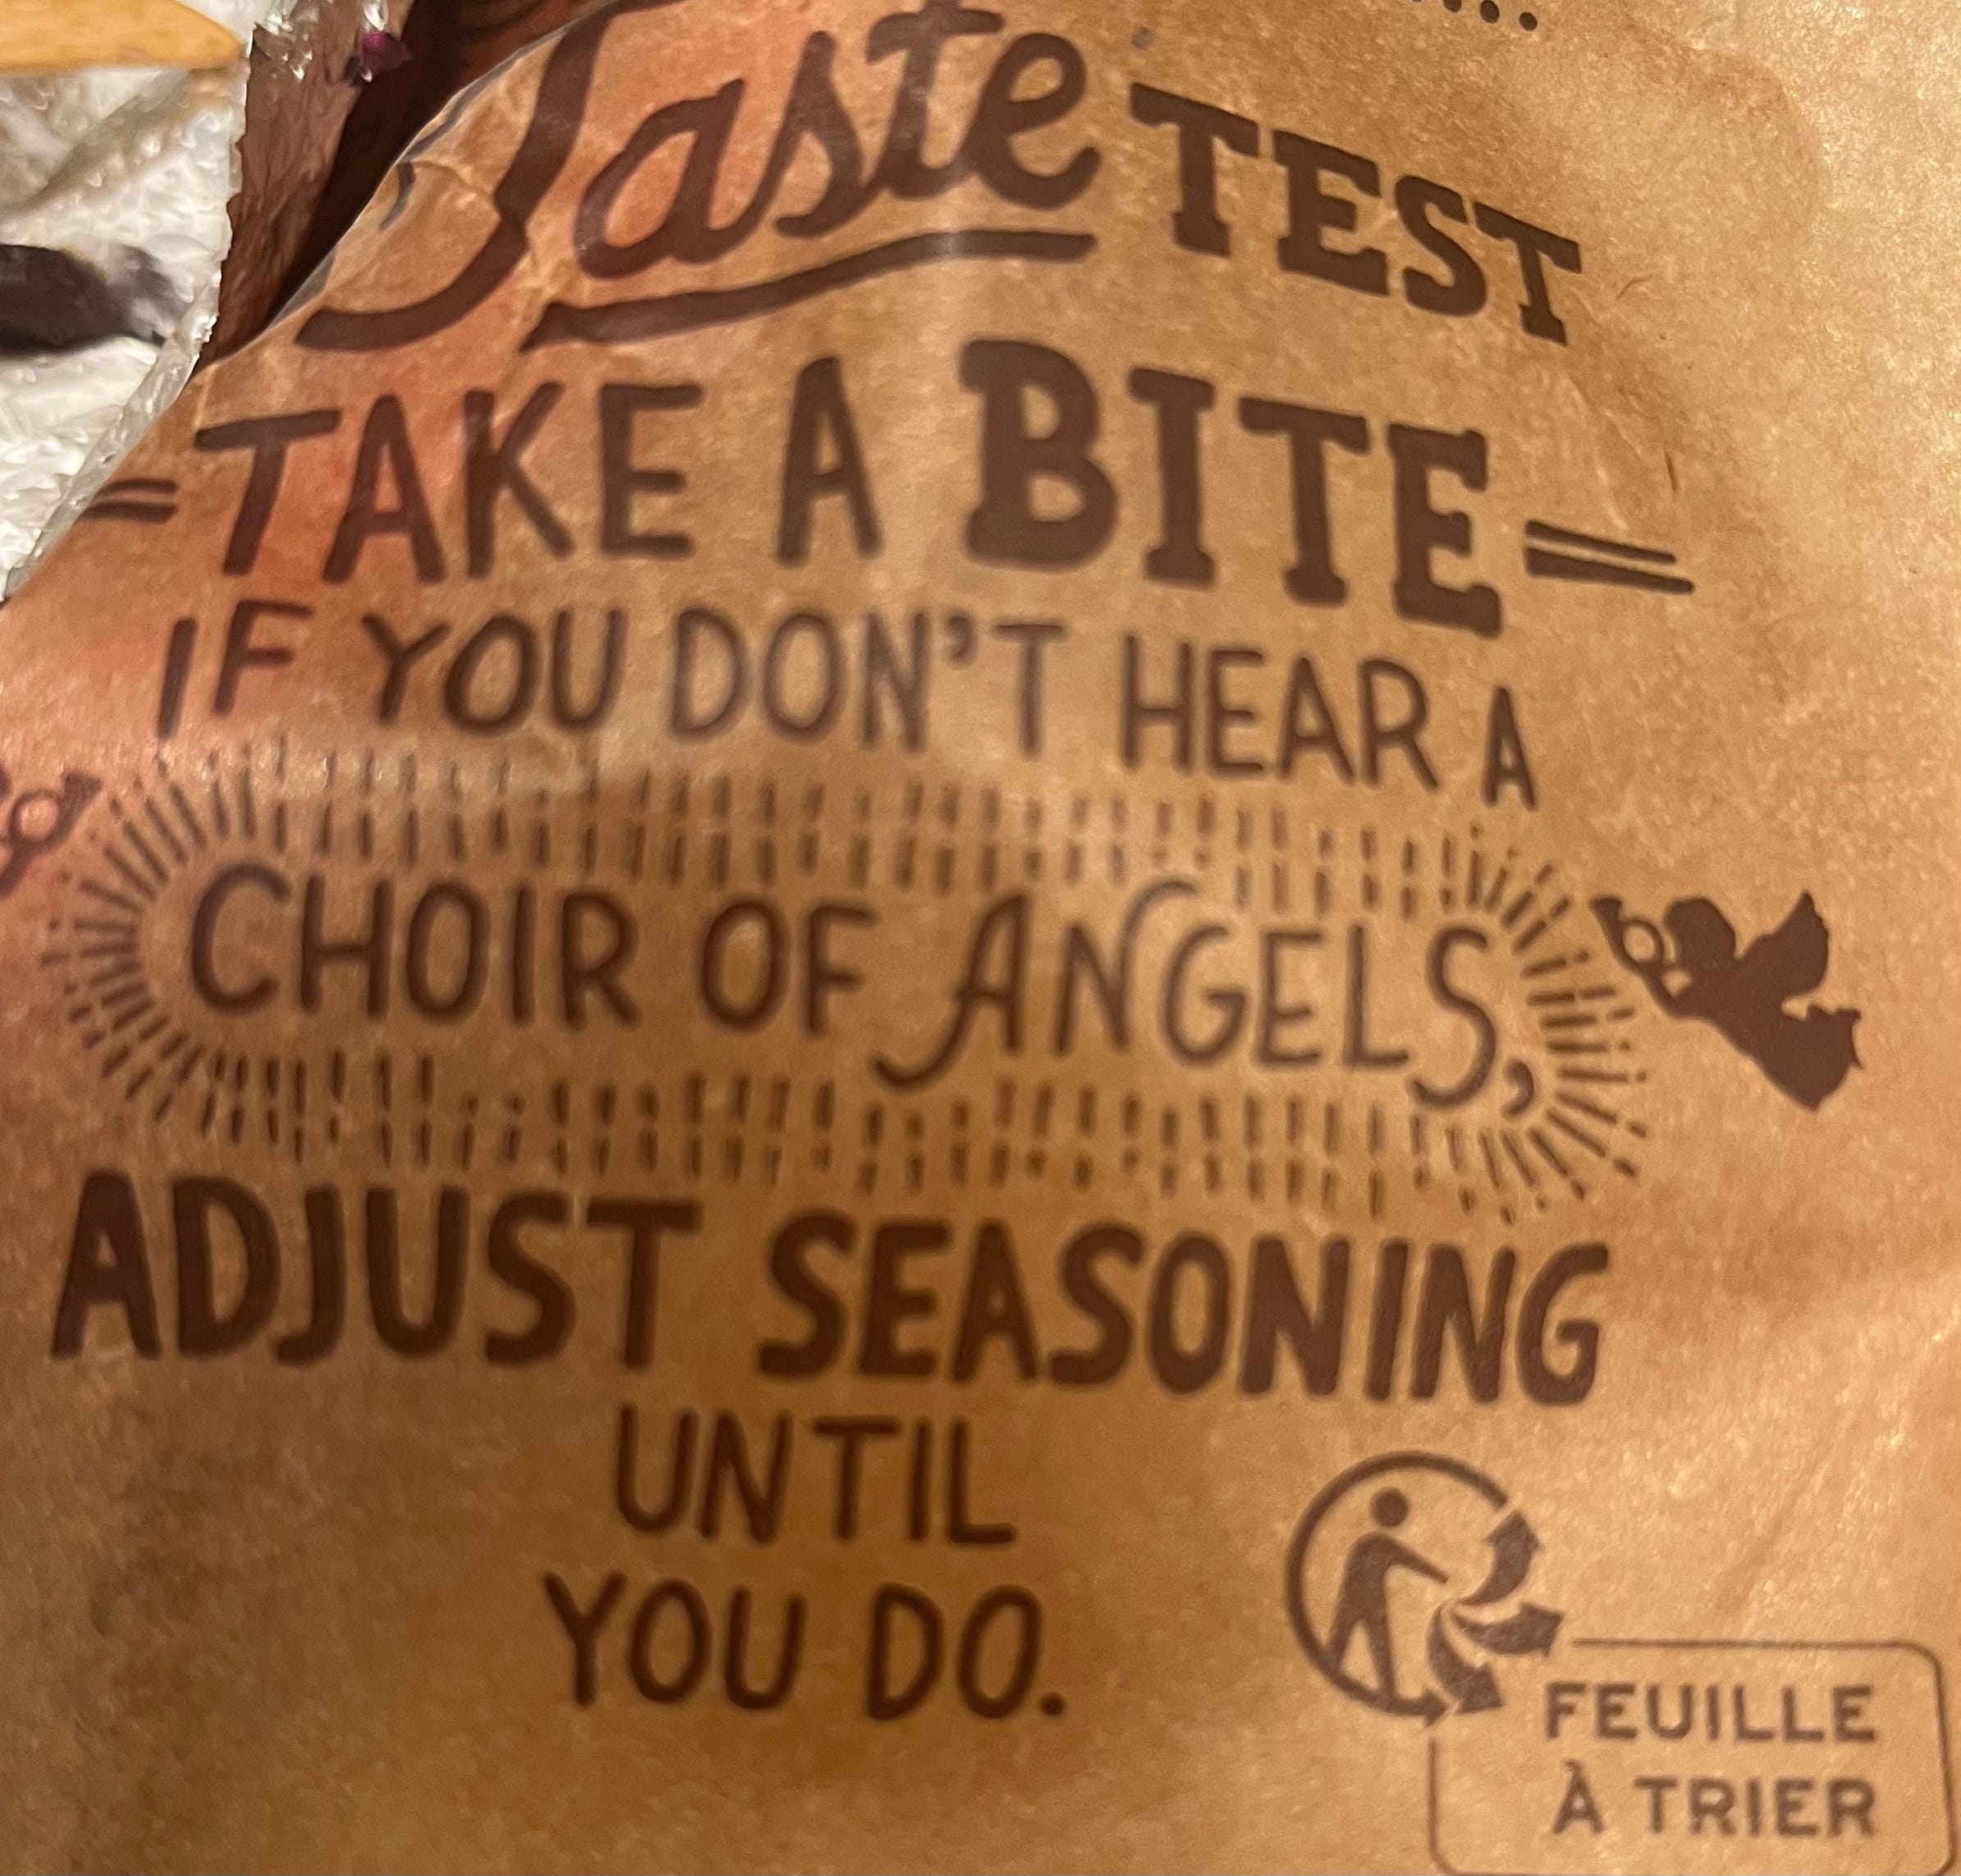 Taste TEST
TAKE A BITE
IF YOU DON'T HEAR A
CHOIR OF ANGELS,
ADJUST SEASONING
UNTIL
YOU DO.
FEUILLE
À TRIER